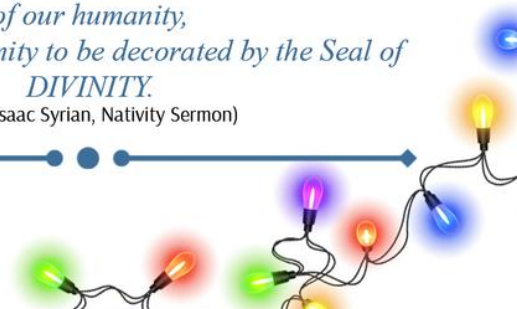 of our humanity,
nity to be decorated by the Seal of
DIVINITY.
saac Syrian, Nativity Sermon)